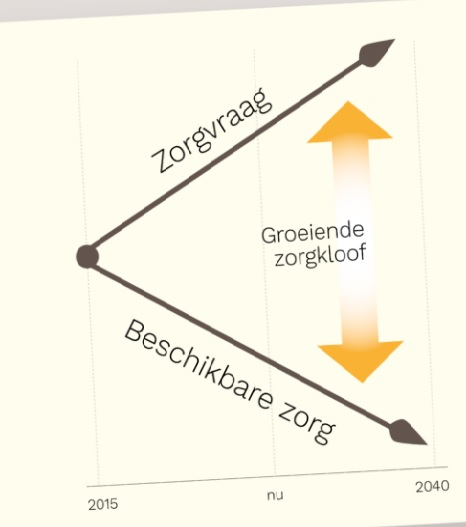 Zorgvraag
Groeiende
zorgkloof
Beschikbare zorg
2015
nu
2040